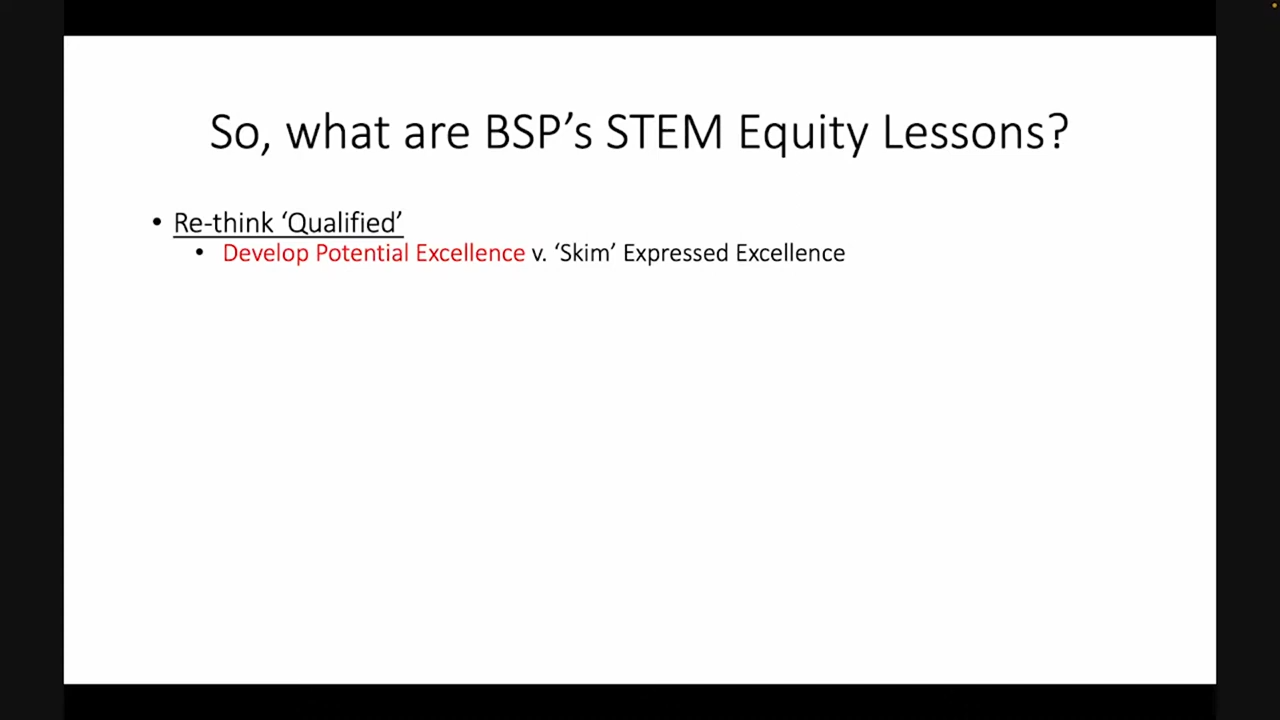 So, what are BSP’s STEM Equity Lessons?
• Re-think ‘Qualified’
• Develop Potential Excellence v. ‘Skim’ Expressed Excellence